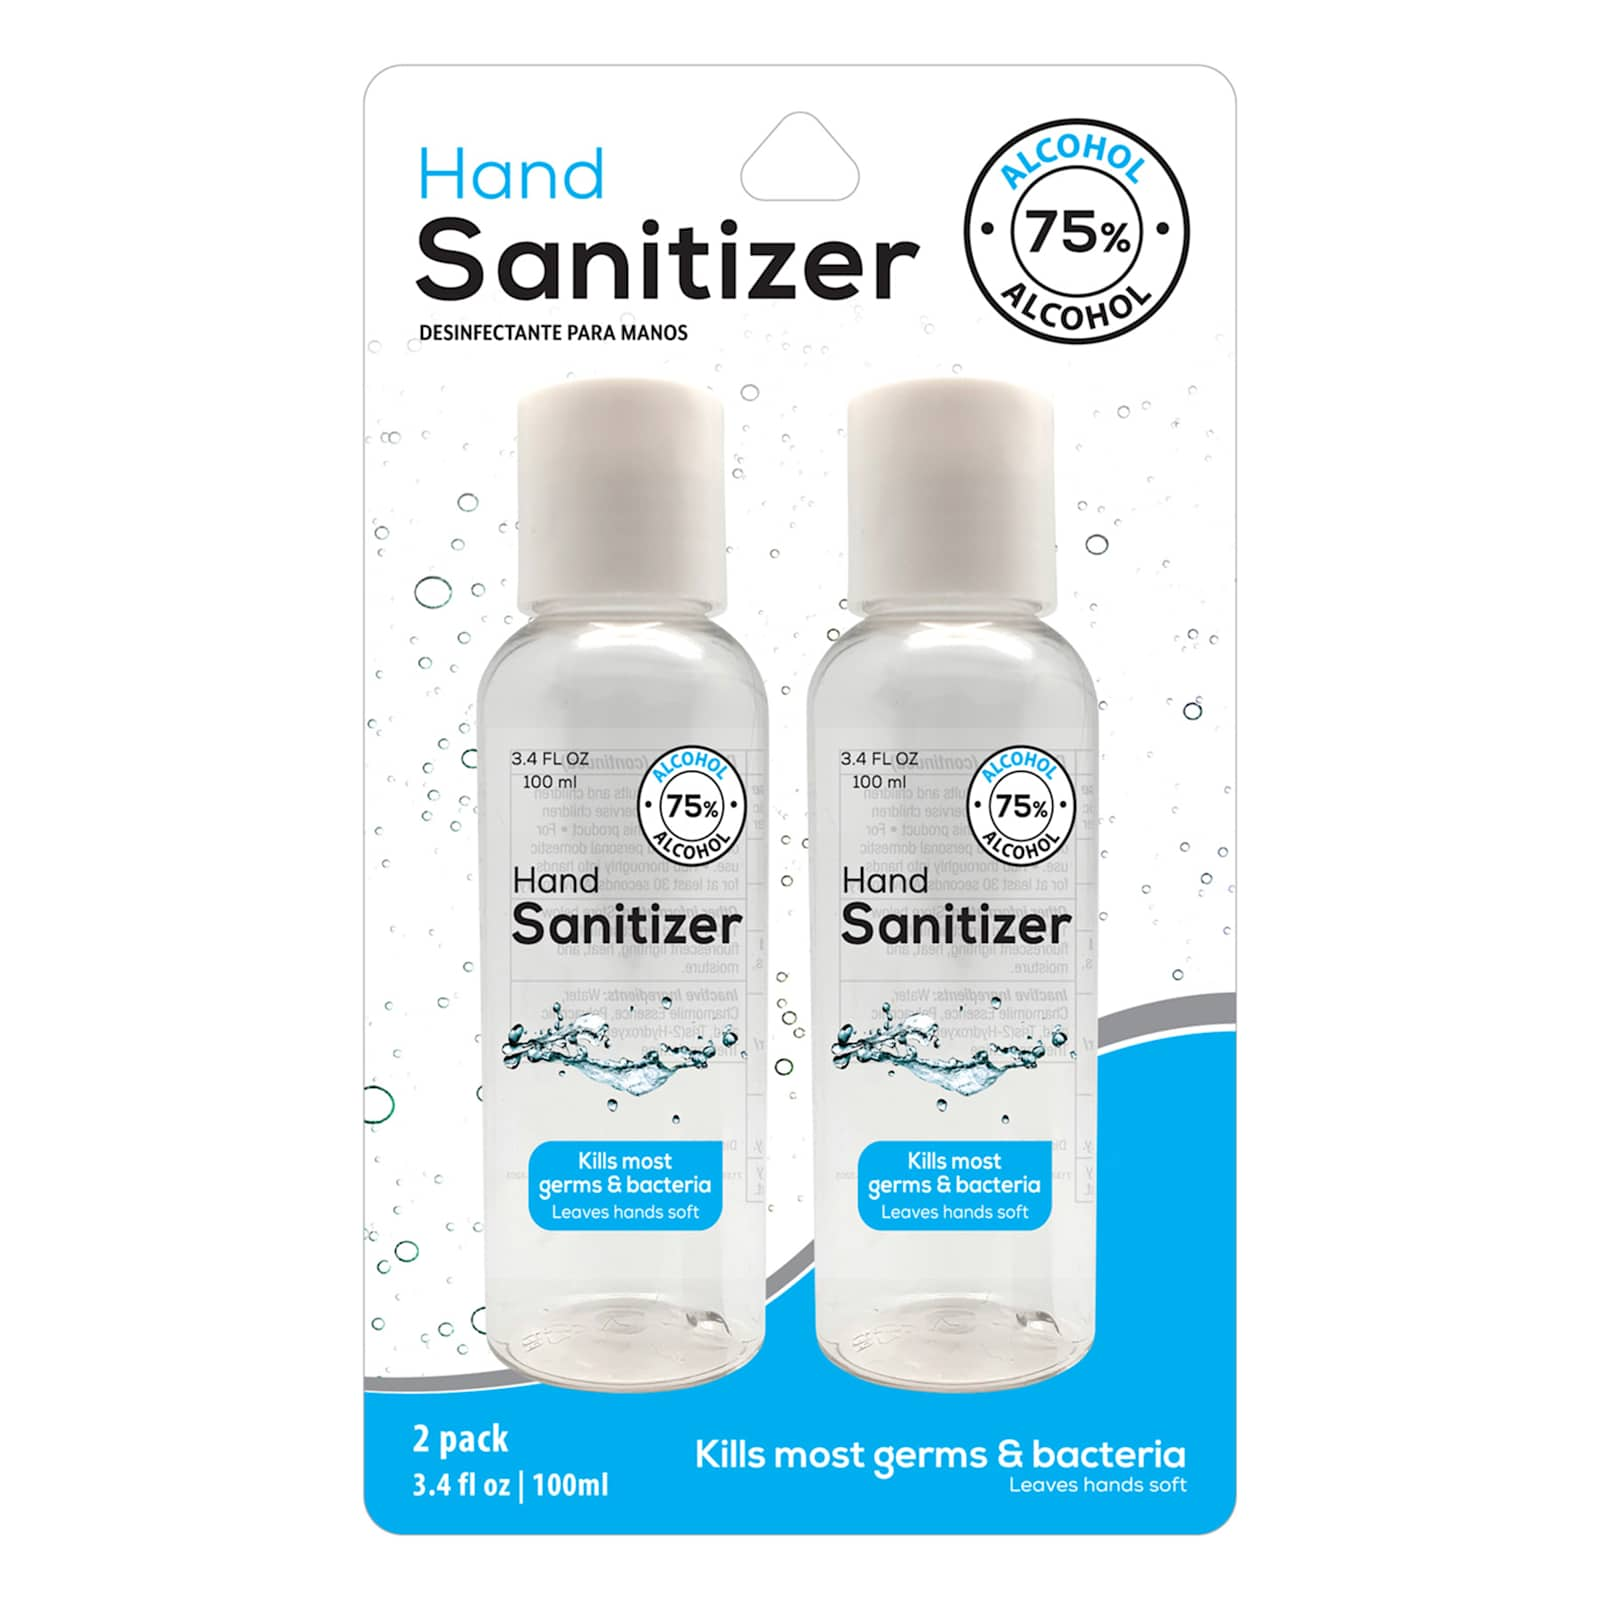 Hand
Sanitizer
DESINFECTANTE PARA MANOS
ALCOHOL
75%
ALCOHOL
3.4 FL OZ
100 ml
ALCOHOL
75%
ALCOHOL
Hand
Sanitizer
Kills most
germs & bacteria
Leaves hands soft
3.4 FL OZ
100 ml
ALCOHOL
75%
ALCOHOL
Hand
Sanitizer
Kills most
germs & bacteria
Leaves hands soft
2 pack
3.4 fl oz | 100ml
Kills most germs & bacteria
Leaves hands soft